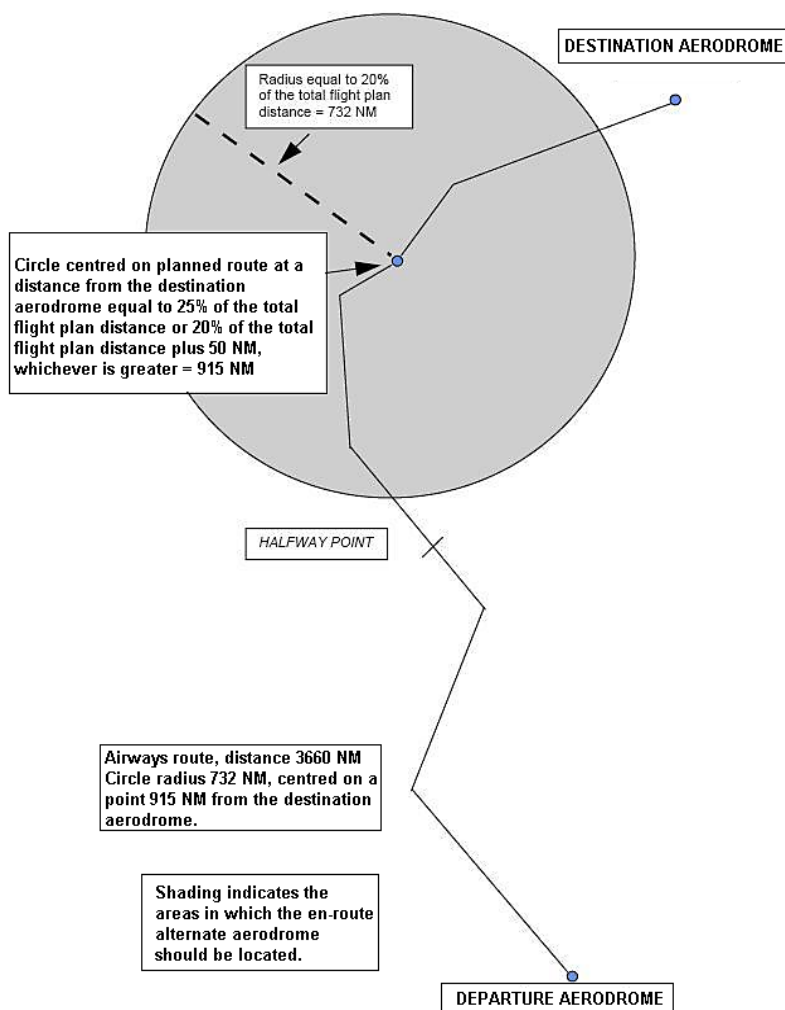 DESTINATION AERODROME
Radius equal to 20%
of the total flight plan
distance = 732 NM
Circle centred on planned route at a
distance from the destination
aerodrome equal to 25% of the total
flight plan distance or 20% of the total
flight plan distance plus 50 NM,
whichever is greater = 915 NM
HALFWAY POINT
Airways route, distance 3660 NM
Circle radius 732 NM, centred on a
point 915 NM from the destination
aerodrome.
Shading indicates the
areas in which the en-route
alternate aerodrome
should be located.
DEPARTURE AERODROME